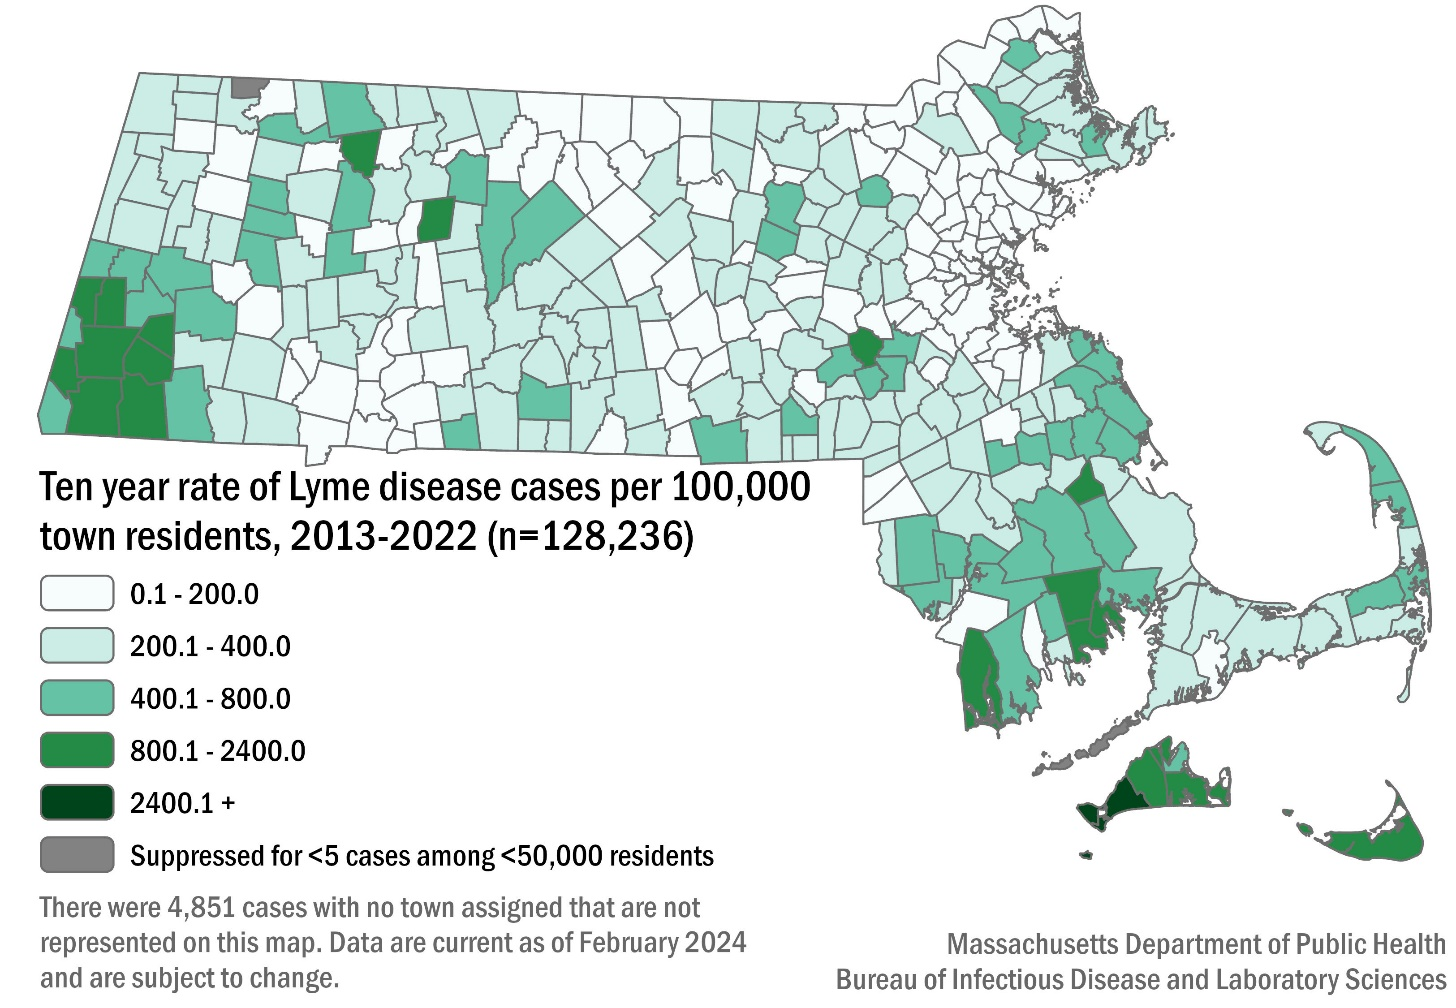 Ten year rate of Lyme disease cases per 100,000
town residents, 2013-2022 (n=128,236)
0.1 - 200.0
200.1 - 400.0
400.1 - 800.0
800.1 - 2400.0
2400.1 +
Suppressed for <5 cases among <50,000 residents
There were 4,851 cases with no town assigned that are not
represented on this map. Data are current as of February 2024
and are subject to change.
Massachusetts Department of Public Health
Bureau of Infectious Disease and Laboratory Sciences